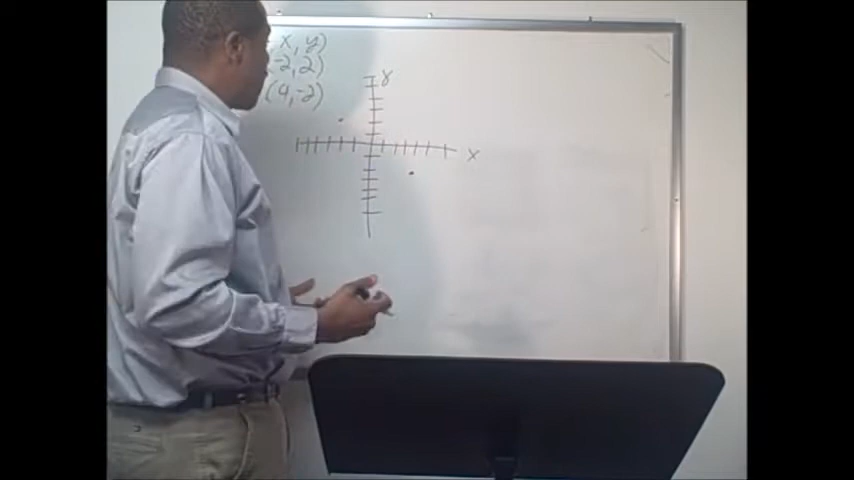 (x, y)
(-2, 2)
(4, -2)
y
x